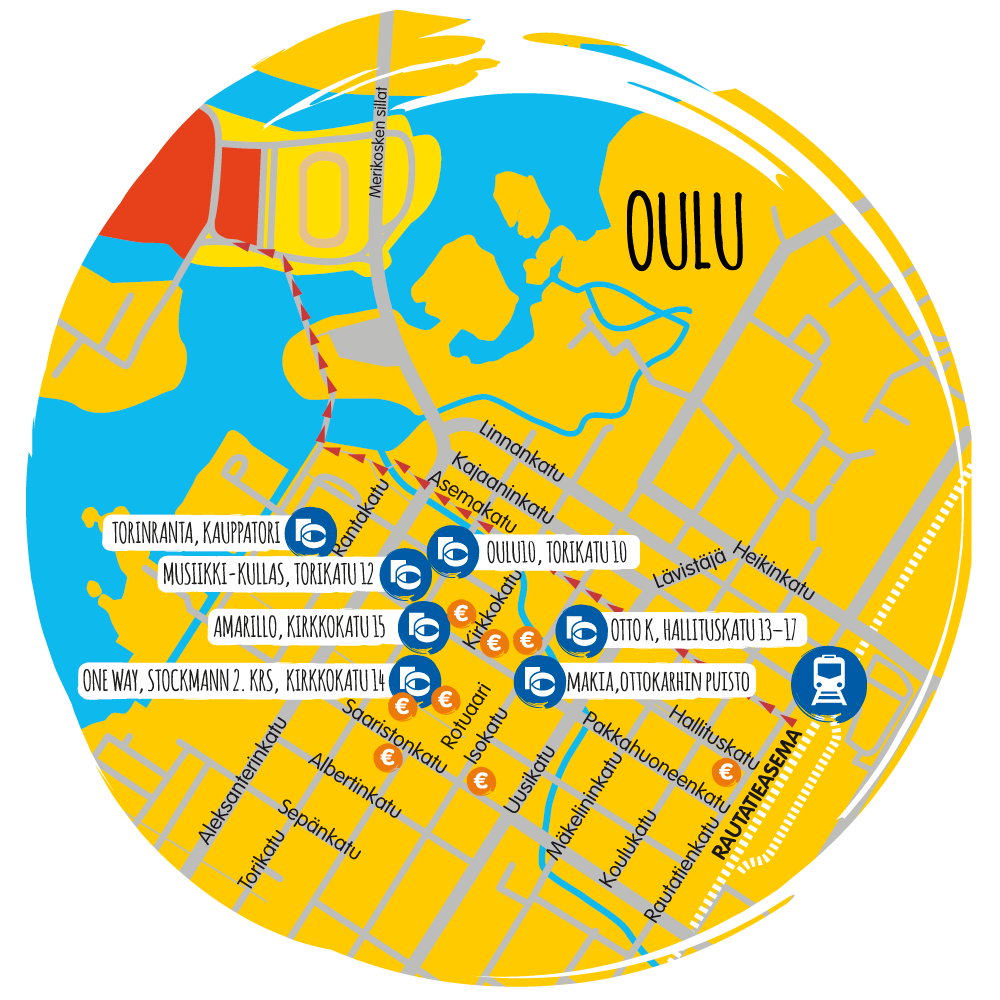 Merikosken sillat
OULU
Linnankatu
Kajaaninkatu
Asemakatu
Rantakatu
TORINRANTA, KAUPPATORI
OULU10, TORIKATU 10
Lävistäjä
Heikinkatu
MUSIIKKI-KULLAS, TORIKATU 12
Kirkkokatu
AMARILLO, KIRKKOKATU 15
€
€
€
OTTO K, HALLITUSKATU 13–17
ONE WAY, STOCKMANN 2. KRS, KIRKKOKATU 14
€
€
MAKIA,OTTOKARHIN PUISTO
Saaristonkatu
Rotuaari
Isokatu
Pakkahuoneenkatu
Hallituskatu
Aleksanterinkatu
Albertinkatu
€
€
Uusikatu
Mäkelininkatu
€
RAUTATIEASEMA
Sepänkatu
Torikatu
Koulukatu
Rautatienkatu